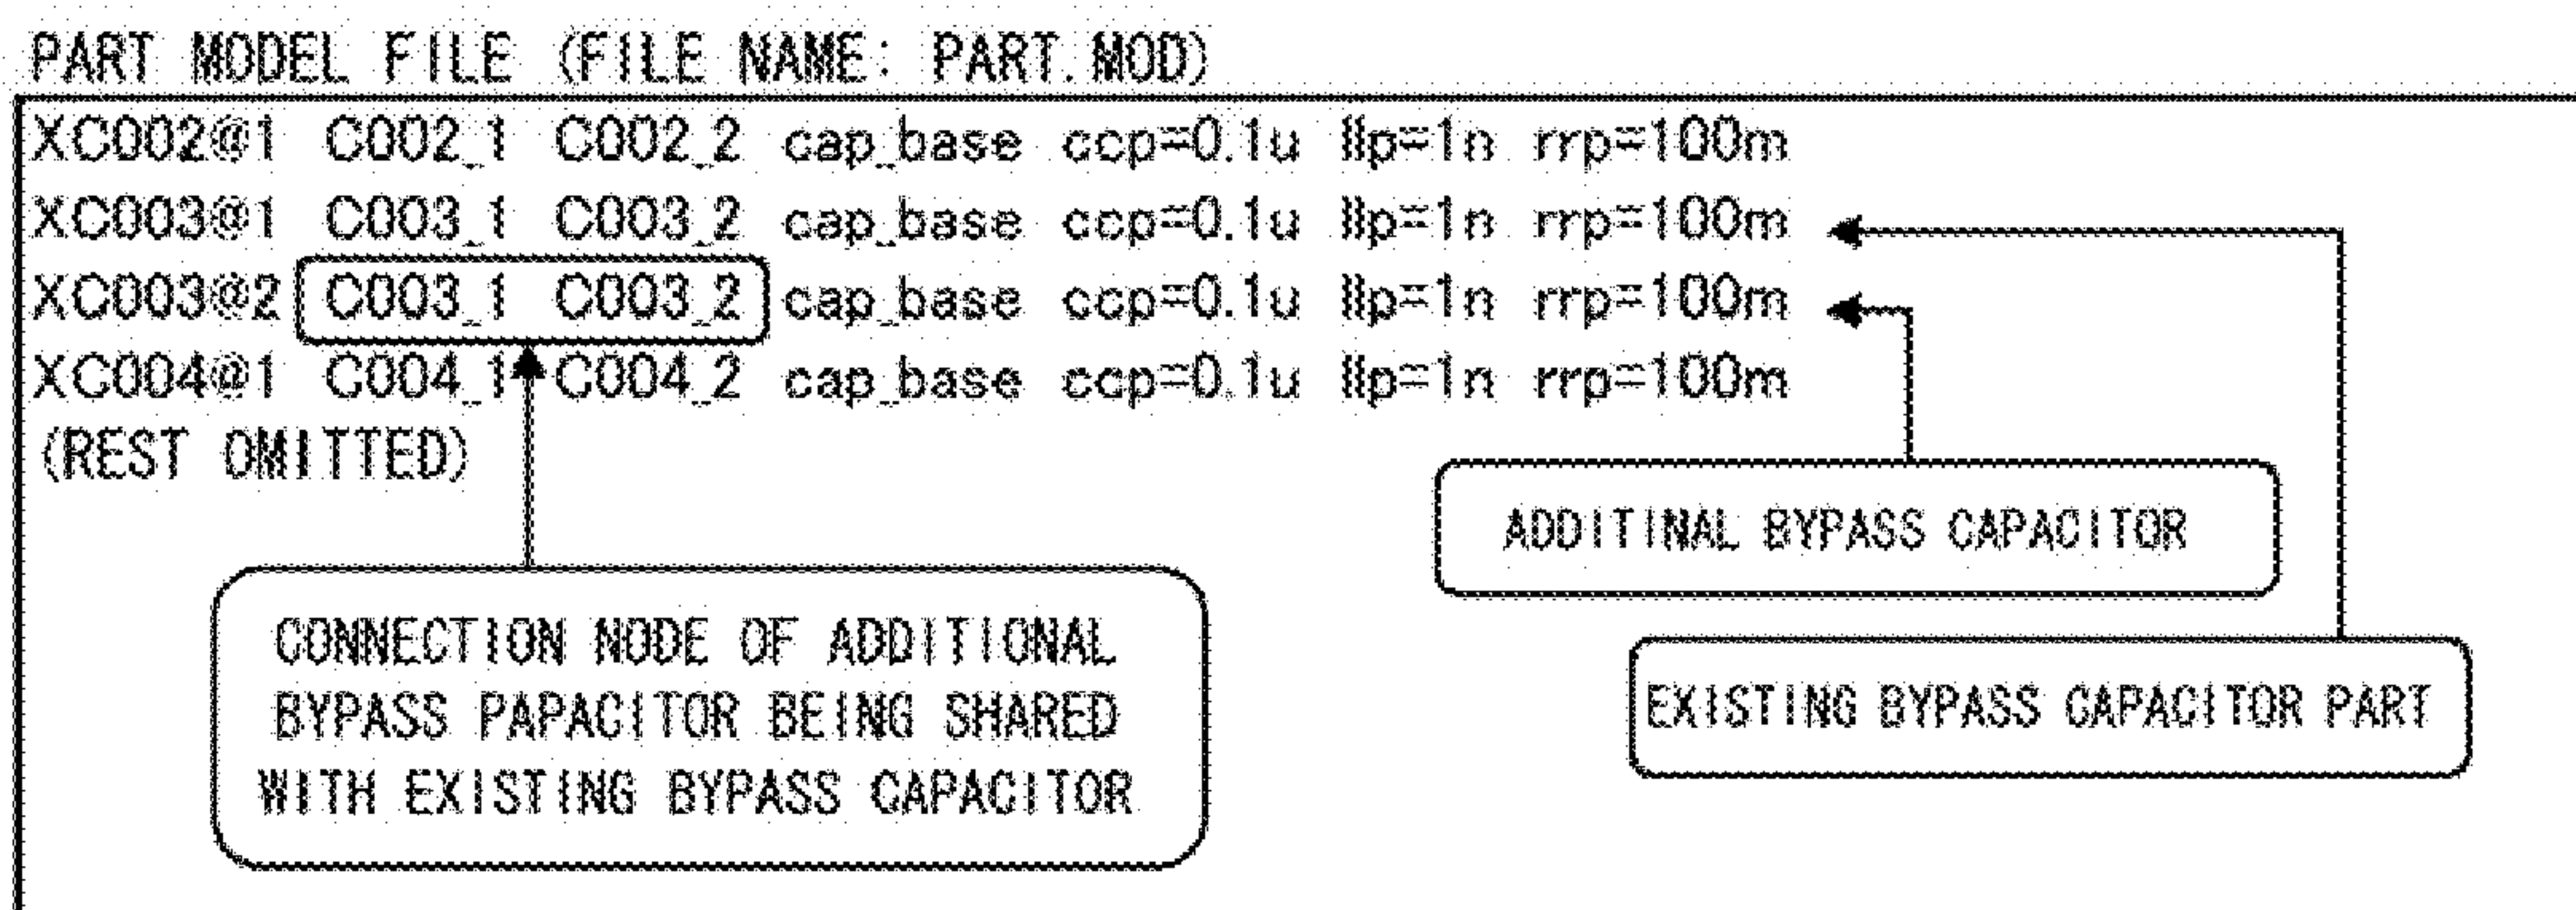 PART MODEL FILE (FILE NAME: PART.MOD)
XC002@1 C002_1 C002_2 cap_base ccp=0.1u llp=1n rrp=100m
XC003@1 C003_1 C003_2 cap_base ccp=0.1u llp=1n rrp=100m
XC003@2 C003_1 C003_2 cap_base ccp=0.1u llp=1n rrp=100m
XC004@1 C004_1 C004_2 cap_base ccp=0.1u llp=1n rrp=100m
(REST OMITTED)
ADDITINAL BYPASS CAPACITOR
CONNECTION NODE OF ADDITIONAL
BYPASS PAPACITOR BEING SHARED
WITH EXISTING BYPASS CAPACITOR
EXISTING BYPASS CAPACITOR PART